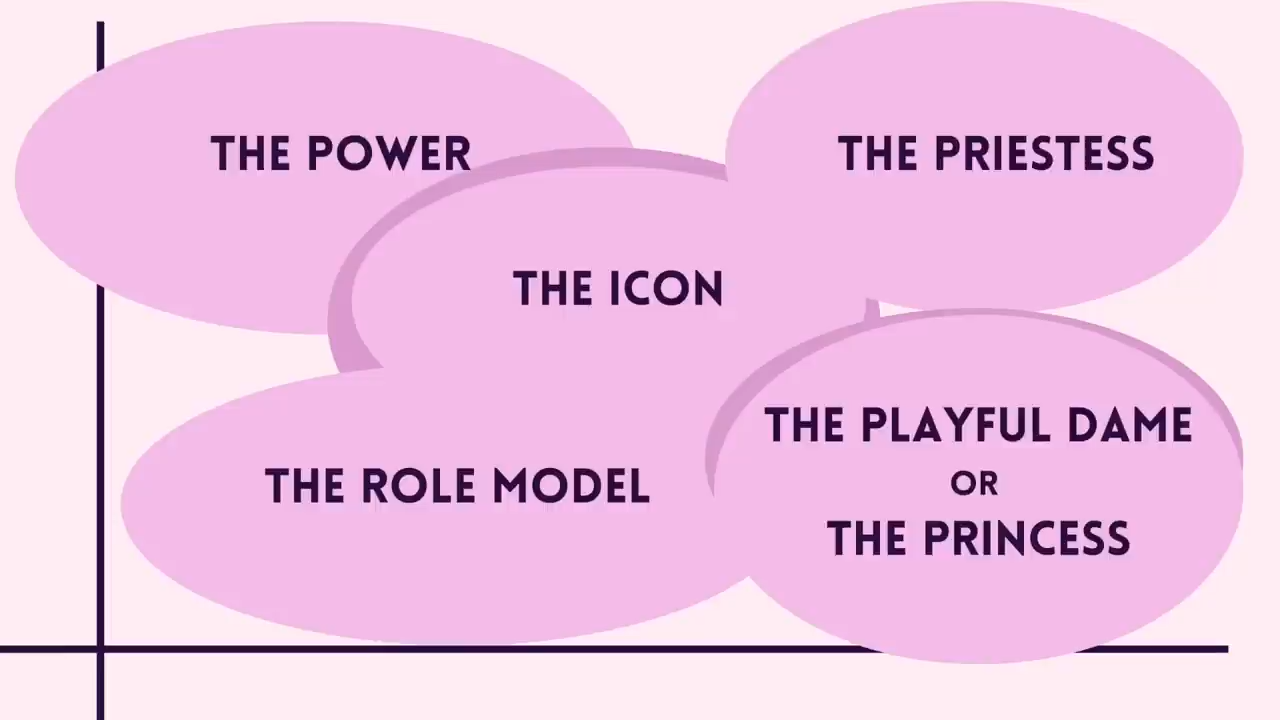 THE POWER
THE PRIESTESS
THE ICON
THE ROLE MODEL
THE PLAYFUL DAME
OR
THE PRINCESS